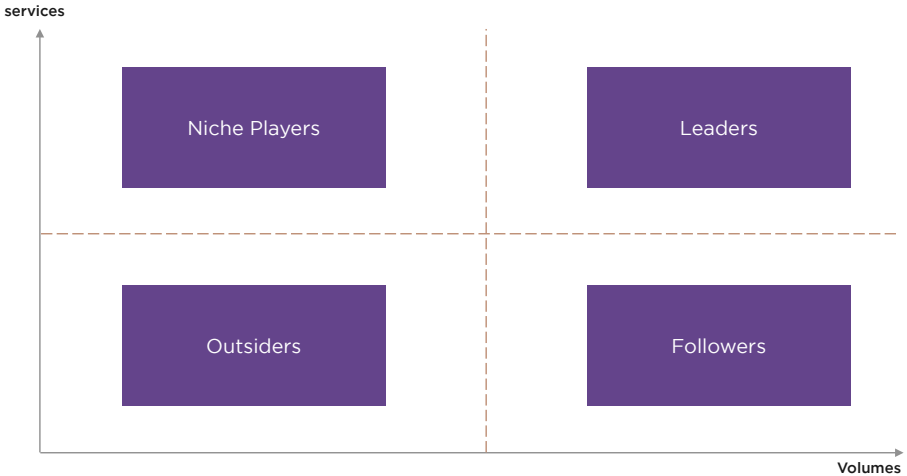 services
Niche Players
Leaders
Outsiders
Followers
Volumes